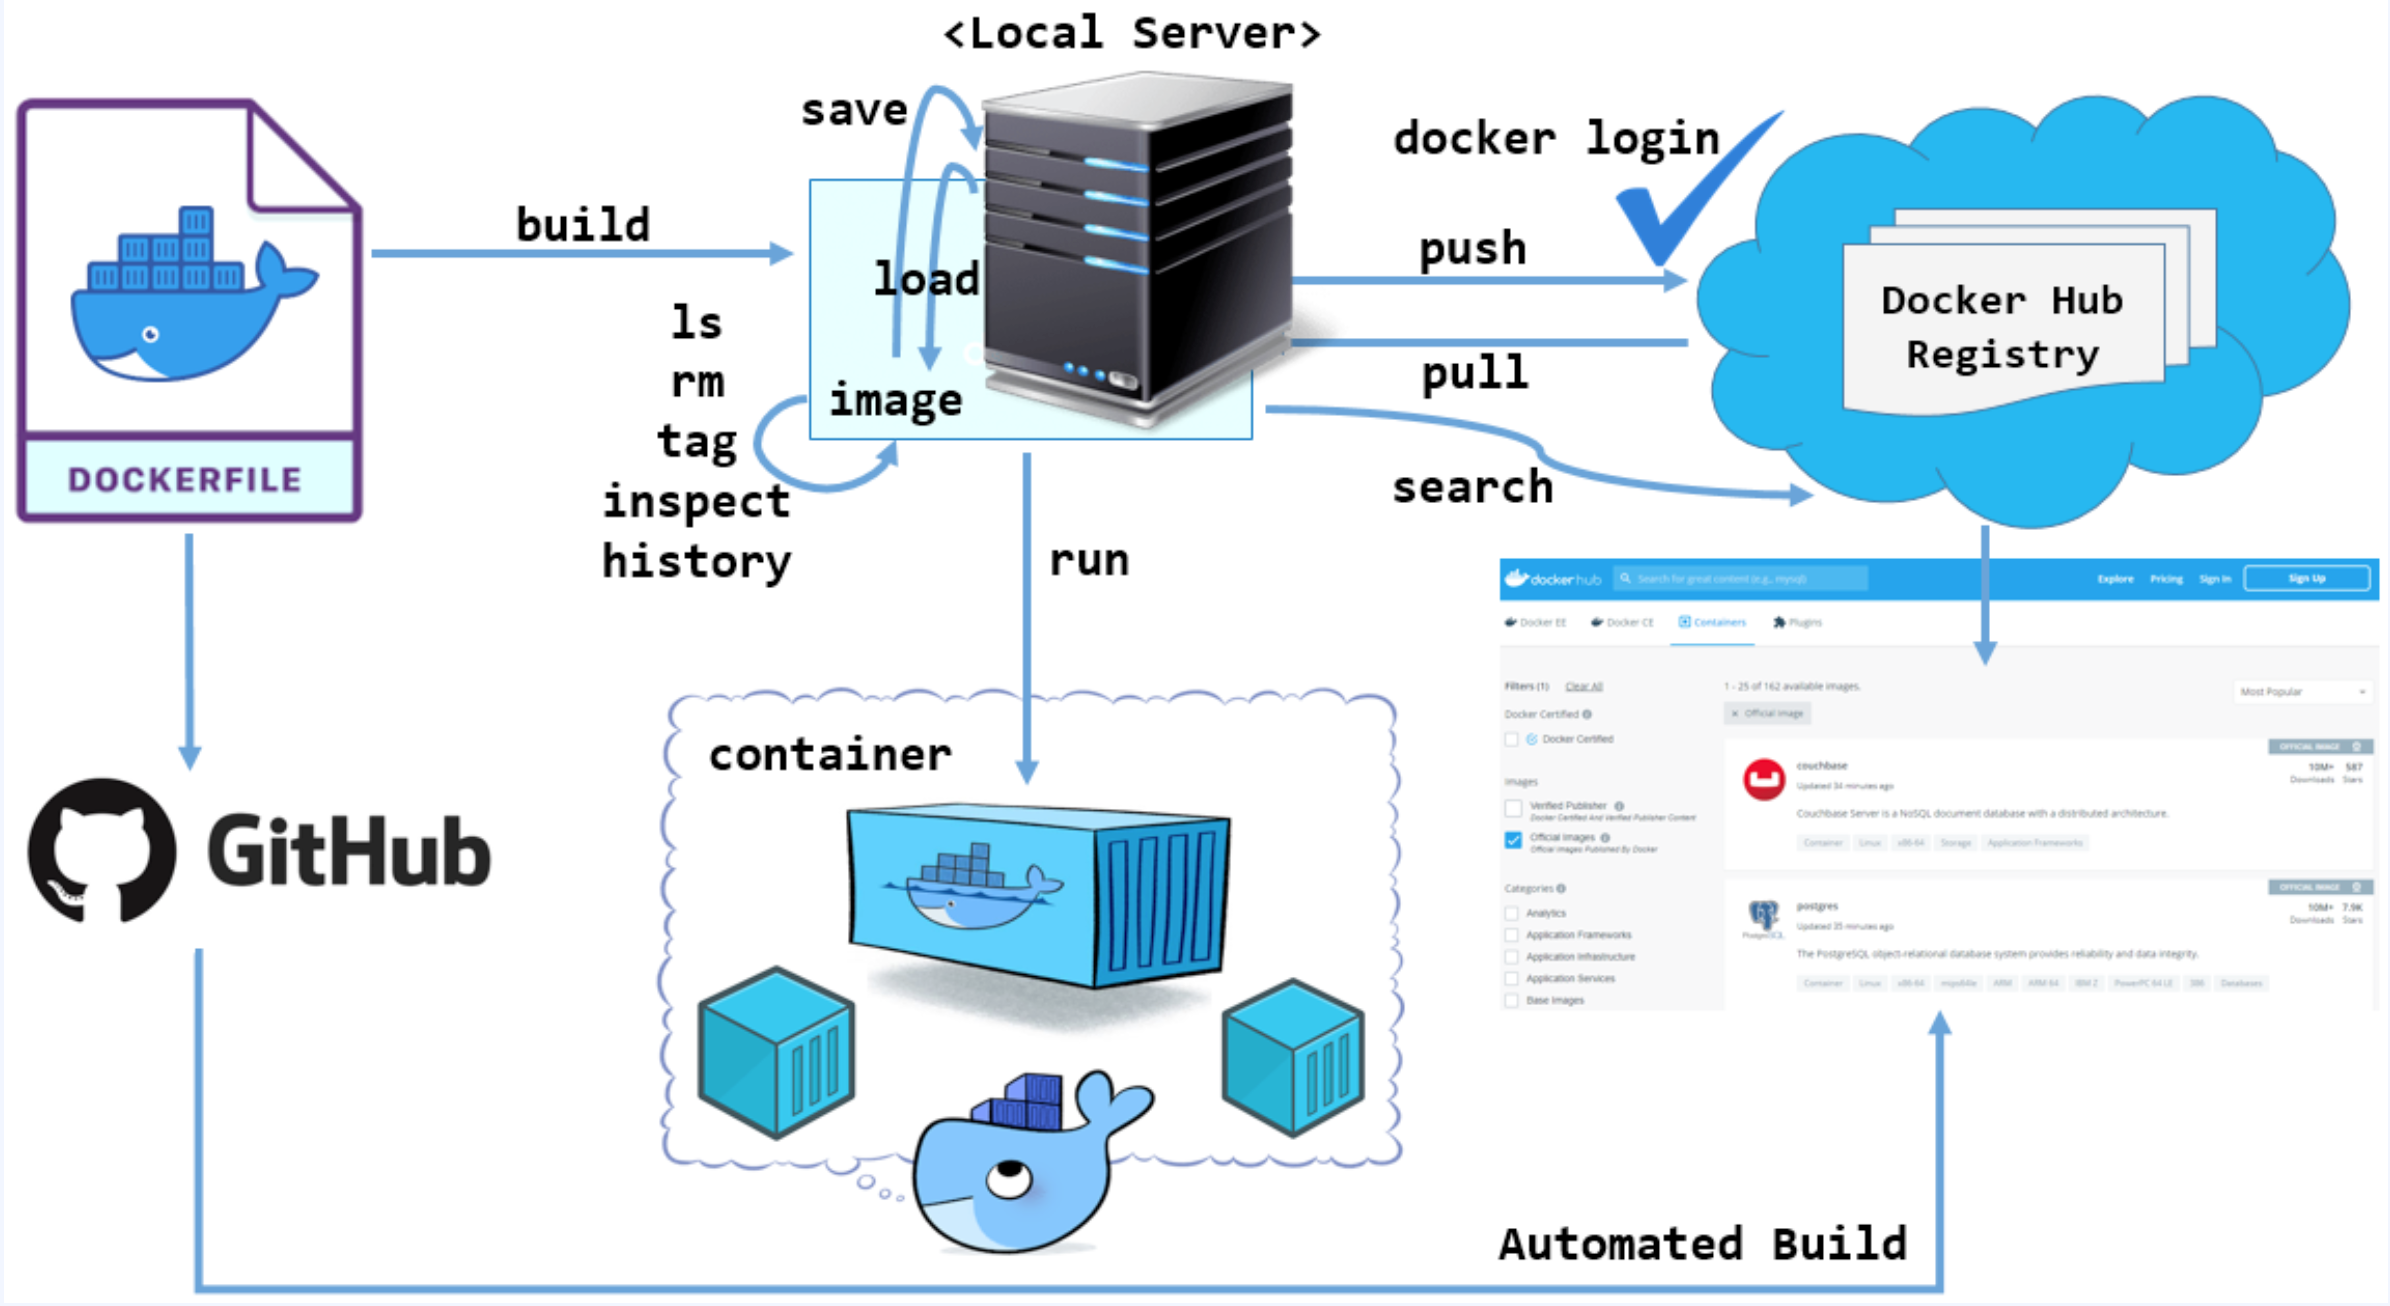 <Local Server>
save
docker login
build
push
load
Docker Hub
Registry
ls
rm
tag
inspect
history
image
pull
search
run
DOCKERFILE
container
GitHub
docker hub
Search for great content (e.g., mysql)
Explore
Pricing
Sign In
Sign Up
Docker EE
Docker CE
Containers
Plugins
Filters (1)
Clear All
1 - 25 of 162 available images.
Most Popular
Official Image
Docker Certified
Docker Certified
Images
Verified Publisher
Docker Certified And Verified Publisher Content
Official Images
Official Images Published By Docker
Categories
Analytics
Application Frameworks
Application Infrastructure
Application Services
Base Images
OFFICIAL IMAGE
couchbase
10M+ 587
Updated 34 minutes ago
Downloads Stars
Couchbase Server is a NoSQL document database with a distributed architecture.
Container Linux x86-64 Storage Application Frameworks
OFFICIAL IMAGE
postgres
10M+ 7.9K
Updated 35 minutes ago
Downloads Stars
PostgreSQL
The PostgreSQL object-relational database system provides reliability and data integrity.
Container Linux x86-64 mips64le ARM ARM 64 IBM Z PowerPC 64 LE 386 Databases
Automated Build